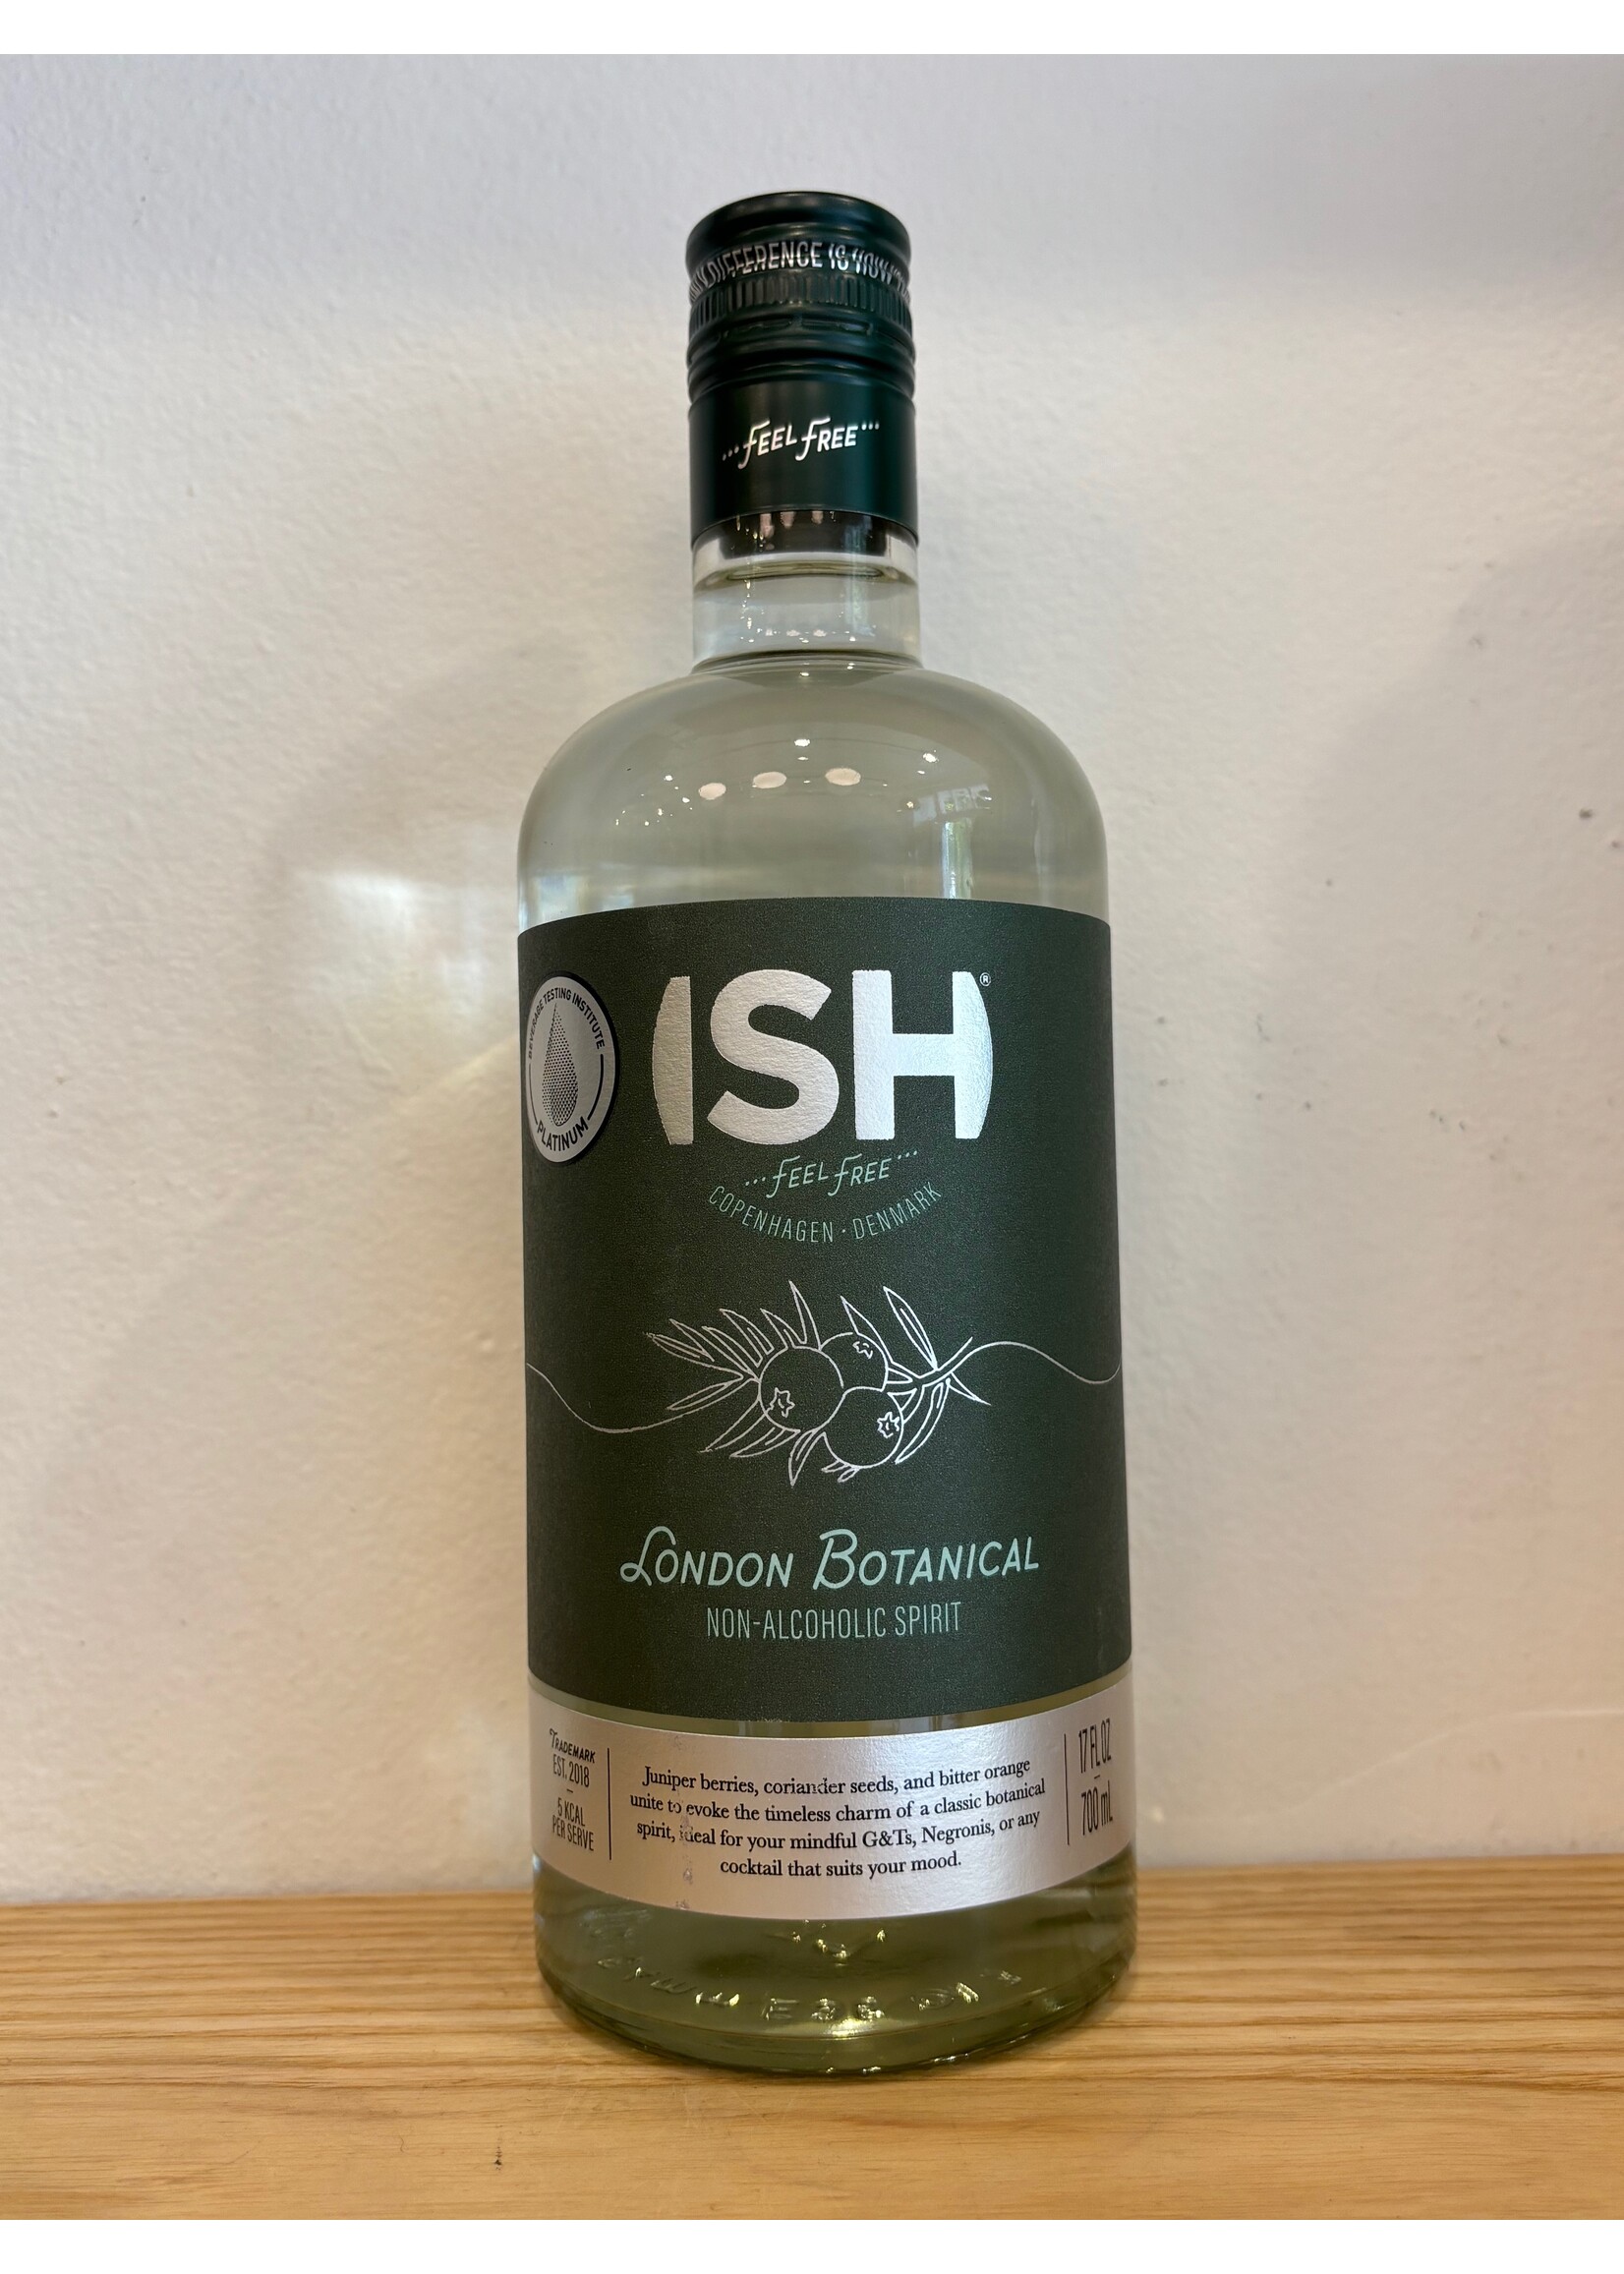 DIFFERENCE IS HOW
...FEEL FREE...
BEVERAGE TESTING INSTITUTE
PLATINUM
ISH®
...FEEL FREE...
COPENHAGEN · DENMARK
LONDON BOTANICAL
NON-ALCOHOLIC SPIRIT
TRADEMARK
EST. 2018
5 KCAL
PER SERVE
Juniper berries, coriander seeds, and bitter orange
unite to evoke the timeless charm of a classic botanical
spirit, ideal for your mindful G&Ts, Negronis, or any
cocktail that suits your mood.
17 FL OZ
700 mL